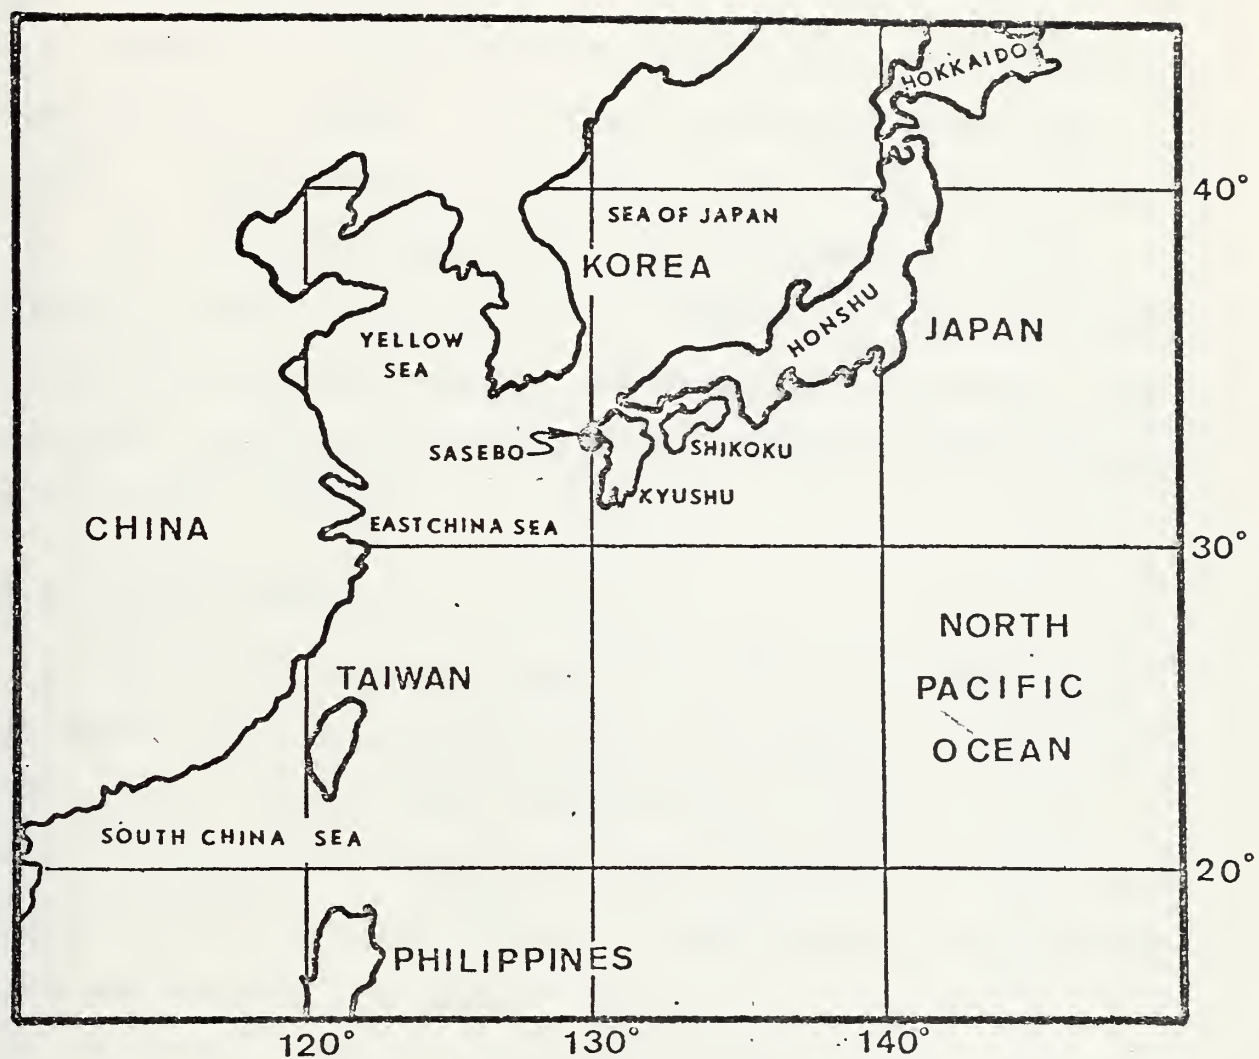 HOKKAIDO
40°
SEA OF JAPAN
KOREA
HONSHU
JAPAN
YELLOW
SEA
SASEBO
SHIKOKU
KYUSHU
CHINA
EAST CHINA SEA
30°
NORTH
PACIFIC
OCEAN
TAIWAN
SOUTH CHINA SEA
20°
PHILIPPINES
120°
130°
140°